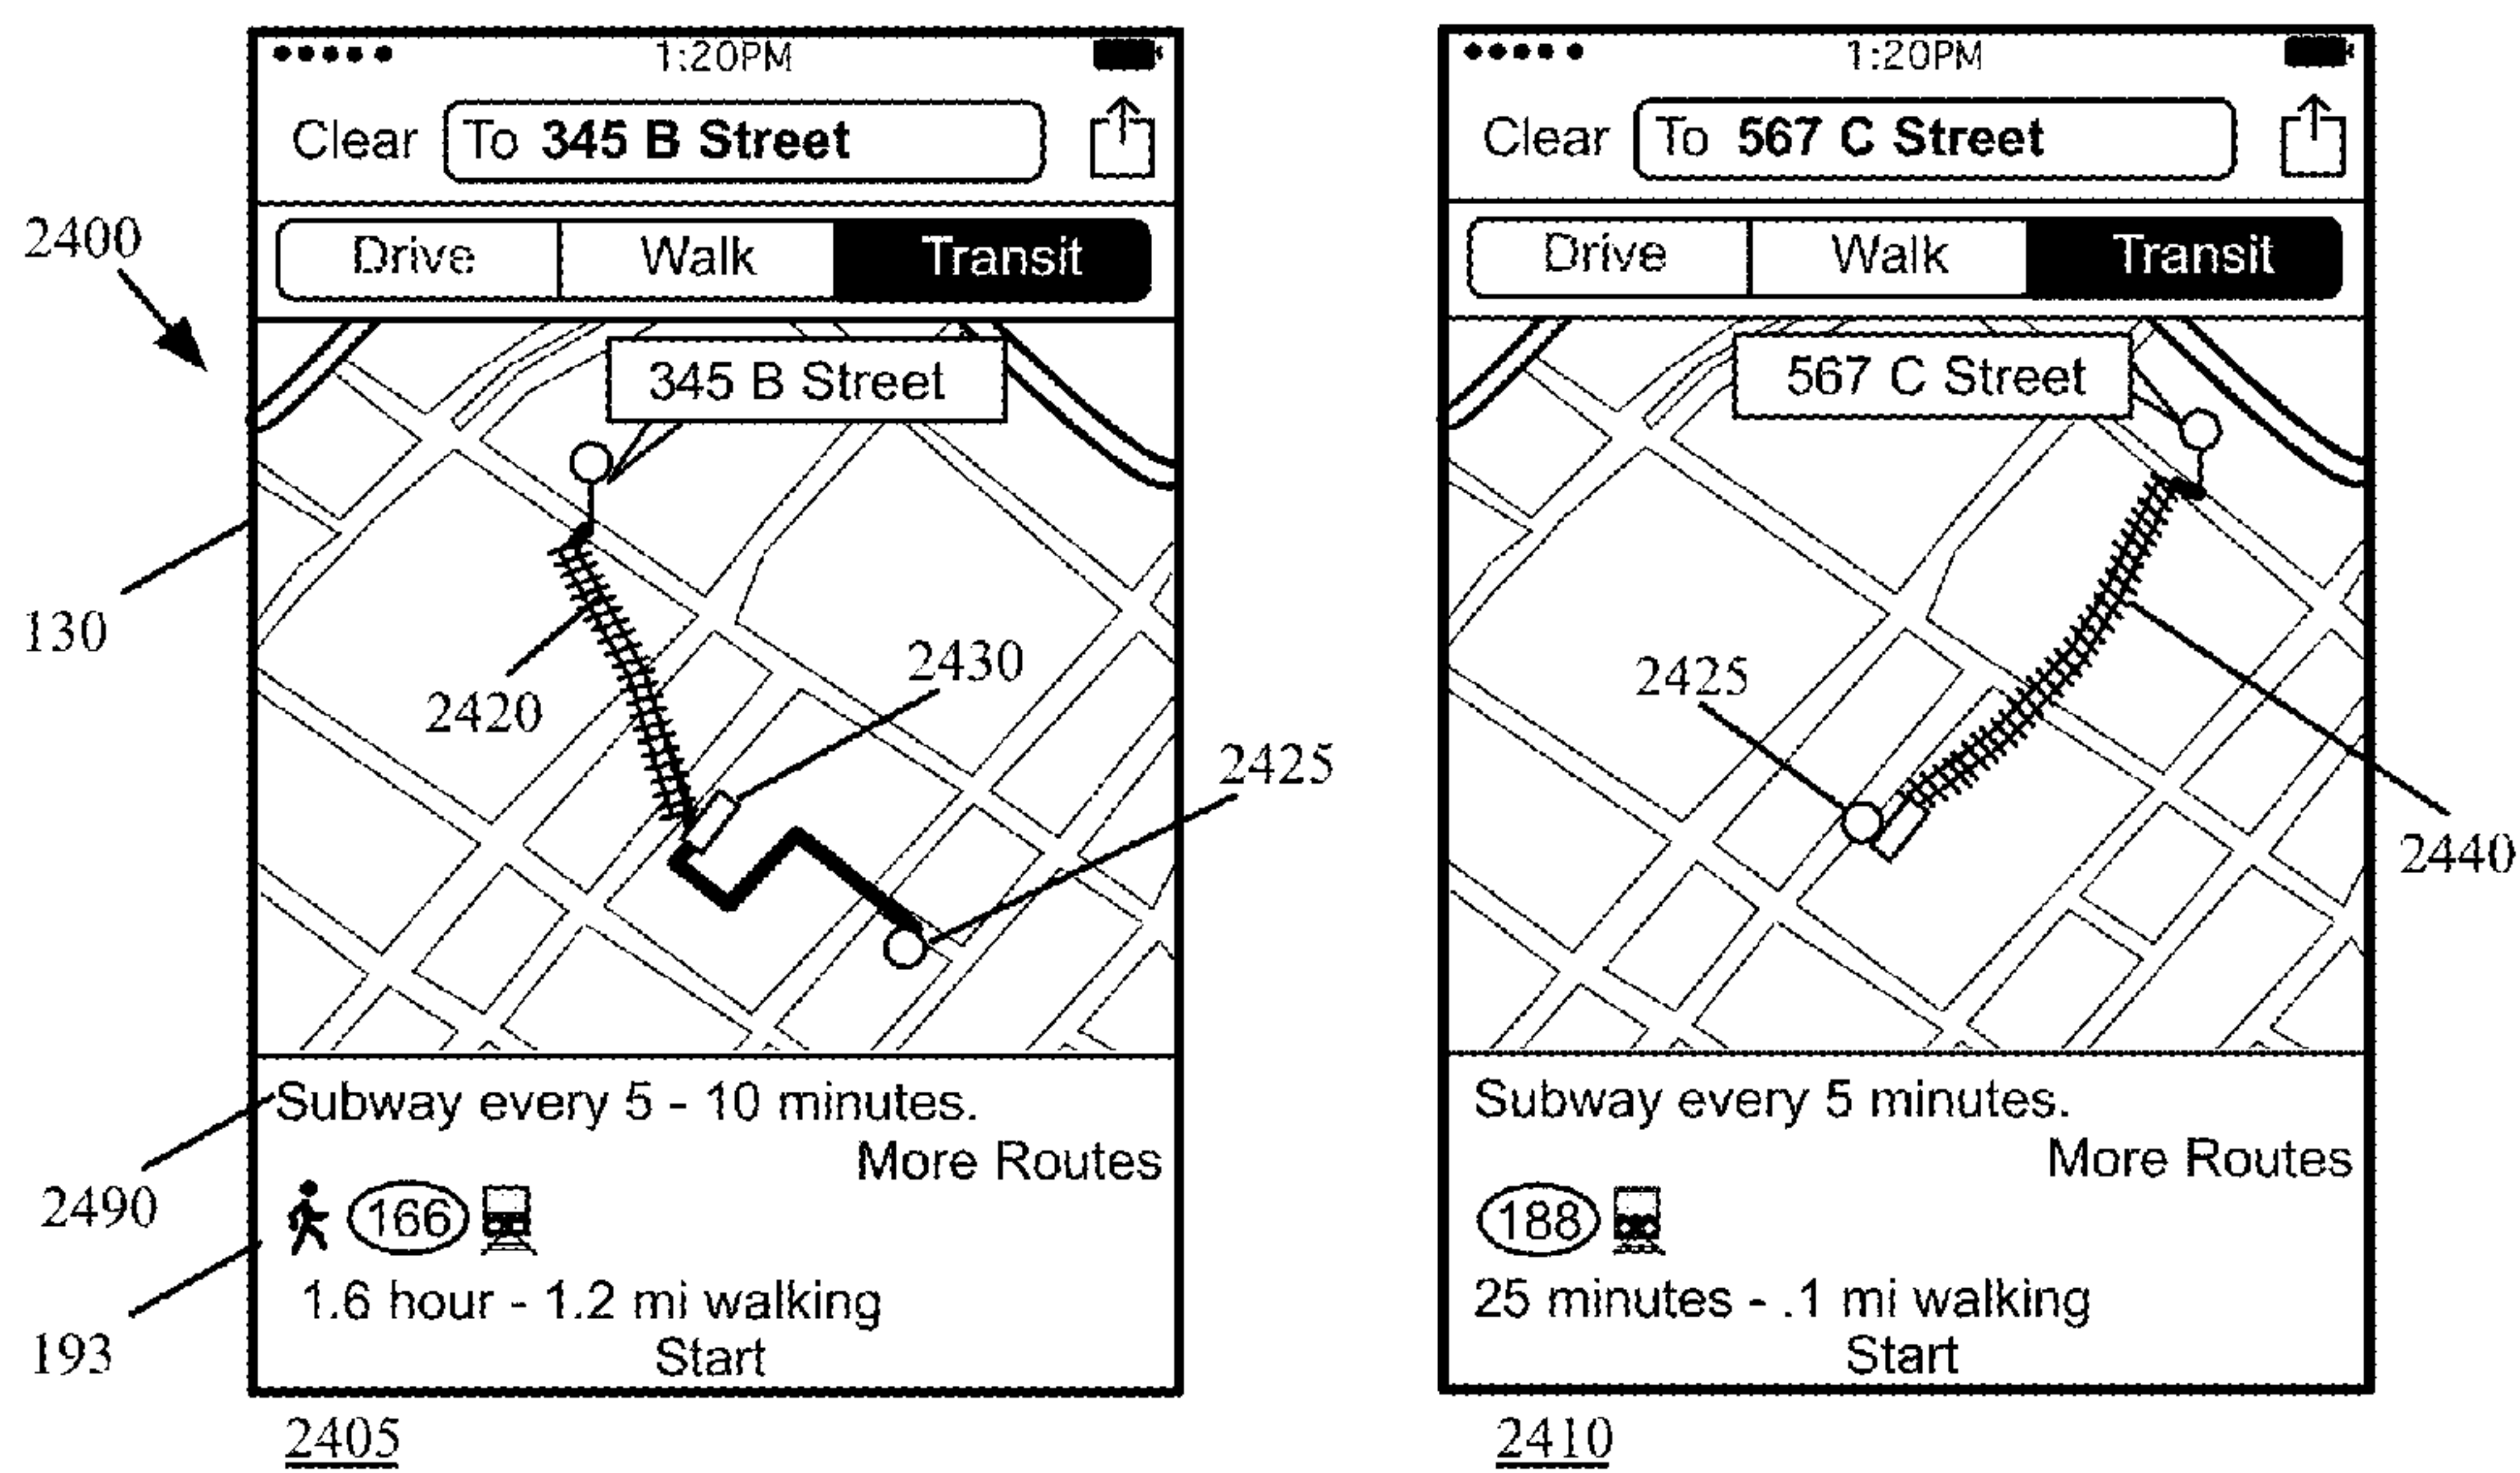 1:20PM
Clear To 345 B Street
Drive Walk Transit
2400
345 B Street
130
2420
2430
2425
Subway every 5 - 10 minutes.
More Routes
2490
166
1.6 hour - 1.2 mi walking
193
Start
2405
1:20PM
Clear To 567 C Street
Drive Walk Transit
567 C Street
2425
2440
Subway every 5 minutes.
More Routes
188
25 minutes - .1 mi walking
Start
2410